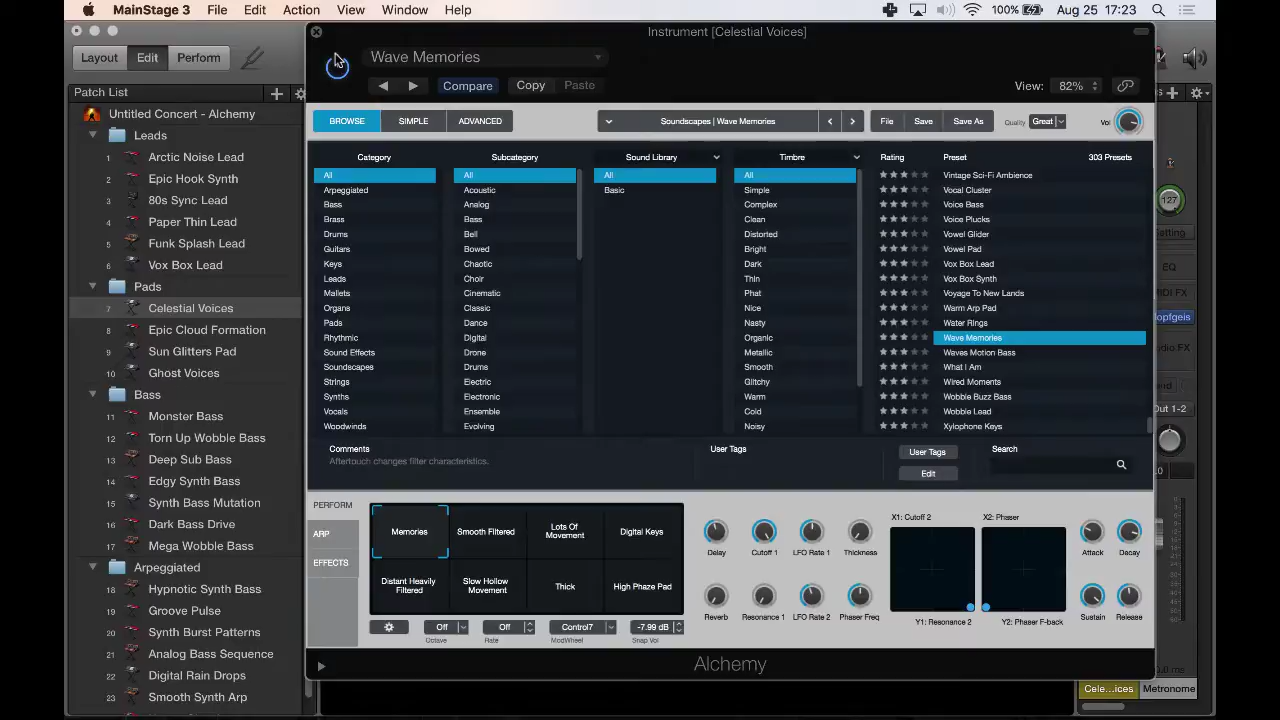 MainStage 3 File Edit Action View Window Help 100% Aug 25 17:23
Instrument [Celestial Voices]
Layout Edit Perform
Wave Memories
Compare Copy Paste View: 82%
Patch List
Untitled Concert - Alchemy
Leads
1 Arctic Noise Lead
2 Epic Hook Synth
3 80s Sync Lead
4 Paper Thin Lead
5 Funk Splash Lead
6 Vox Box Lead
Pads
7 Celestial Voices
8 Epic Cloud Formation
9 Sun Glitters Pad
10 Ghost Voices
Bass
11 Monster Bass
12 Torn Up Wobble Bass
13 Deep Sub Bass
14 Edgy Synth Bass
15 Synth Bass Mutation
16 Dark Bass Drive
17 Mega Wobble Bass
Arpeggiated
18 Hypnotic Synth Bass
19 Groove Pulse
20 Synth Burst Patterns
21 Analog Bass Sequence
22 Digital Rain Drops
23 Smooth Synth Arp
BROWSE SIMPLE ADVANCED Soundscapes | Wave Memories File Save Save As Quality Great Vol
Category
All
Arpeggiated
Bass
Brass
Drums
Guitars
Keys
Leads
Mallets
Organs
Pads
Rhythmic
Sound Effects
Soundscapes
Strings
Synths
Vocals
Woodwinds
Subcategory
All
Acoustic
Analog
Bass
Bell
Bowed
Chaotic
Choir
Cinematic
Classic
Dance
Digital
Drone
Drums
Electric
Electronic
Ensemble
Evolving
Sound Library
All
Basic
Timbre
All
Simple
Complex
Clean
Distorted
Bright
Dark
Thin
Phat
Nice
Nasty
Organic
Metallic
Smooth
Glitchy
Warm
Cold
Noisy
Rating Preset 303 Presets
Vintage Sci-Fi Ambience
Vocal Cluster
Voice Bass
Voice Plucks
Vowel Glider
Vowel Pad
Vox Box Lead
Vox Box Synth
Voyage To New Lands
Warm Arp Pad
Water Rings
Wave Memories
Waves Motion Bass
What I Am
Wired Moments
Wobble Buzz Bass
Wobble Lead
Xylophone Keys
Comments
Aftertouch changes filter characteristics.
User Tags
User Tags
Edit
Search
PERFORM
ARP
EFFECTS
Memories Smooth Filtered Lots Of Movement Digital Keys
Distant Heavily Filtered Slow Hollow Movement Thick High Phaze Pad
Off Off Control7 -7.99 dB
Octave Rate ModWheel Snap Vol
Delay Cutoff 1 LFO Rate 1 Thickness
Reverb Resonance 1 LFO Rate 2 Phaser Freq
X1: Cutoff 2 X2: Phaser
Y1: Resonance 2 Y2: Phaser F-back
Attack Decay
Sustain Release
Alchemy
127
EQ
Out 1-2
Cele...ices Metronome